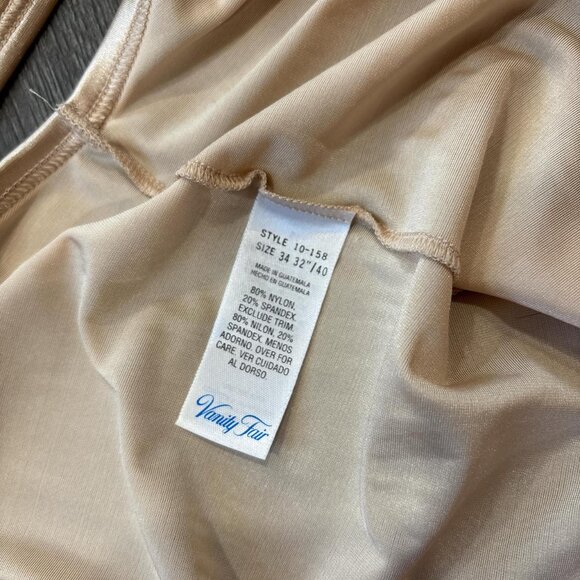 STYLE 10-158
SIZE 34 32"/40
MADE IN GUATEMALA
HECHO EN GUATEMALA
80% NYLON,
20% SPANDEX.
EXCLUDE TRIM
80% NILON, 20%
SPANDEX. MENOS
ADORNO. OVER FOR
CARE. VER CUIDADO
AL DORSO.
Vanity Fair